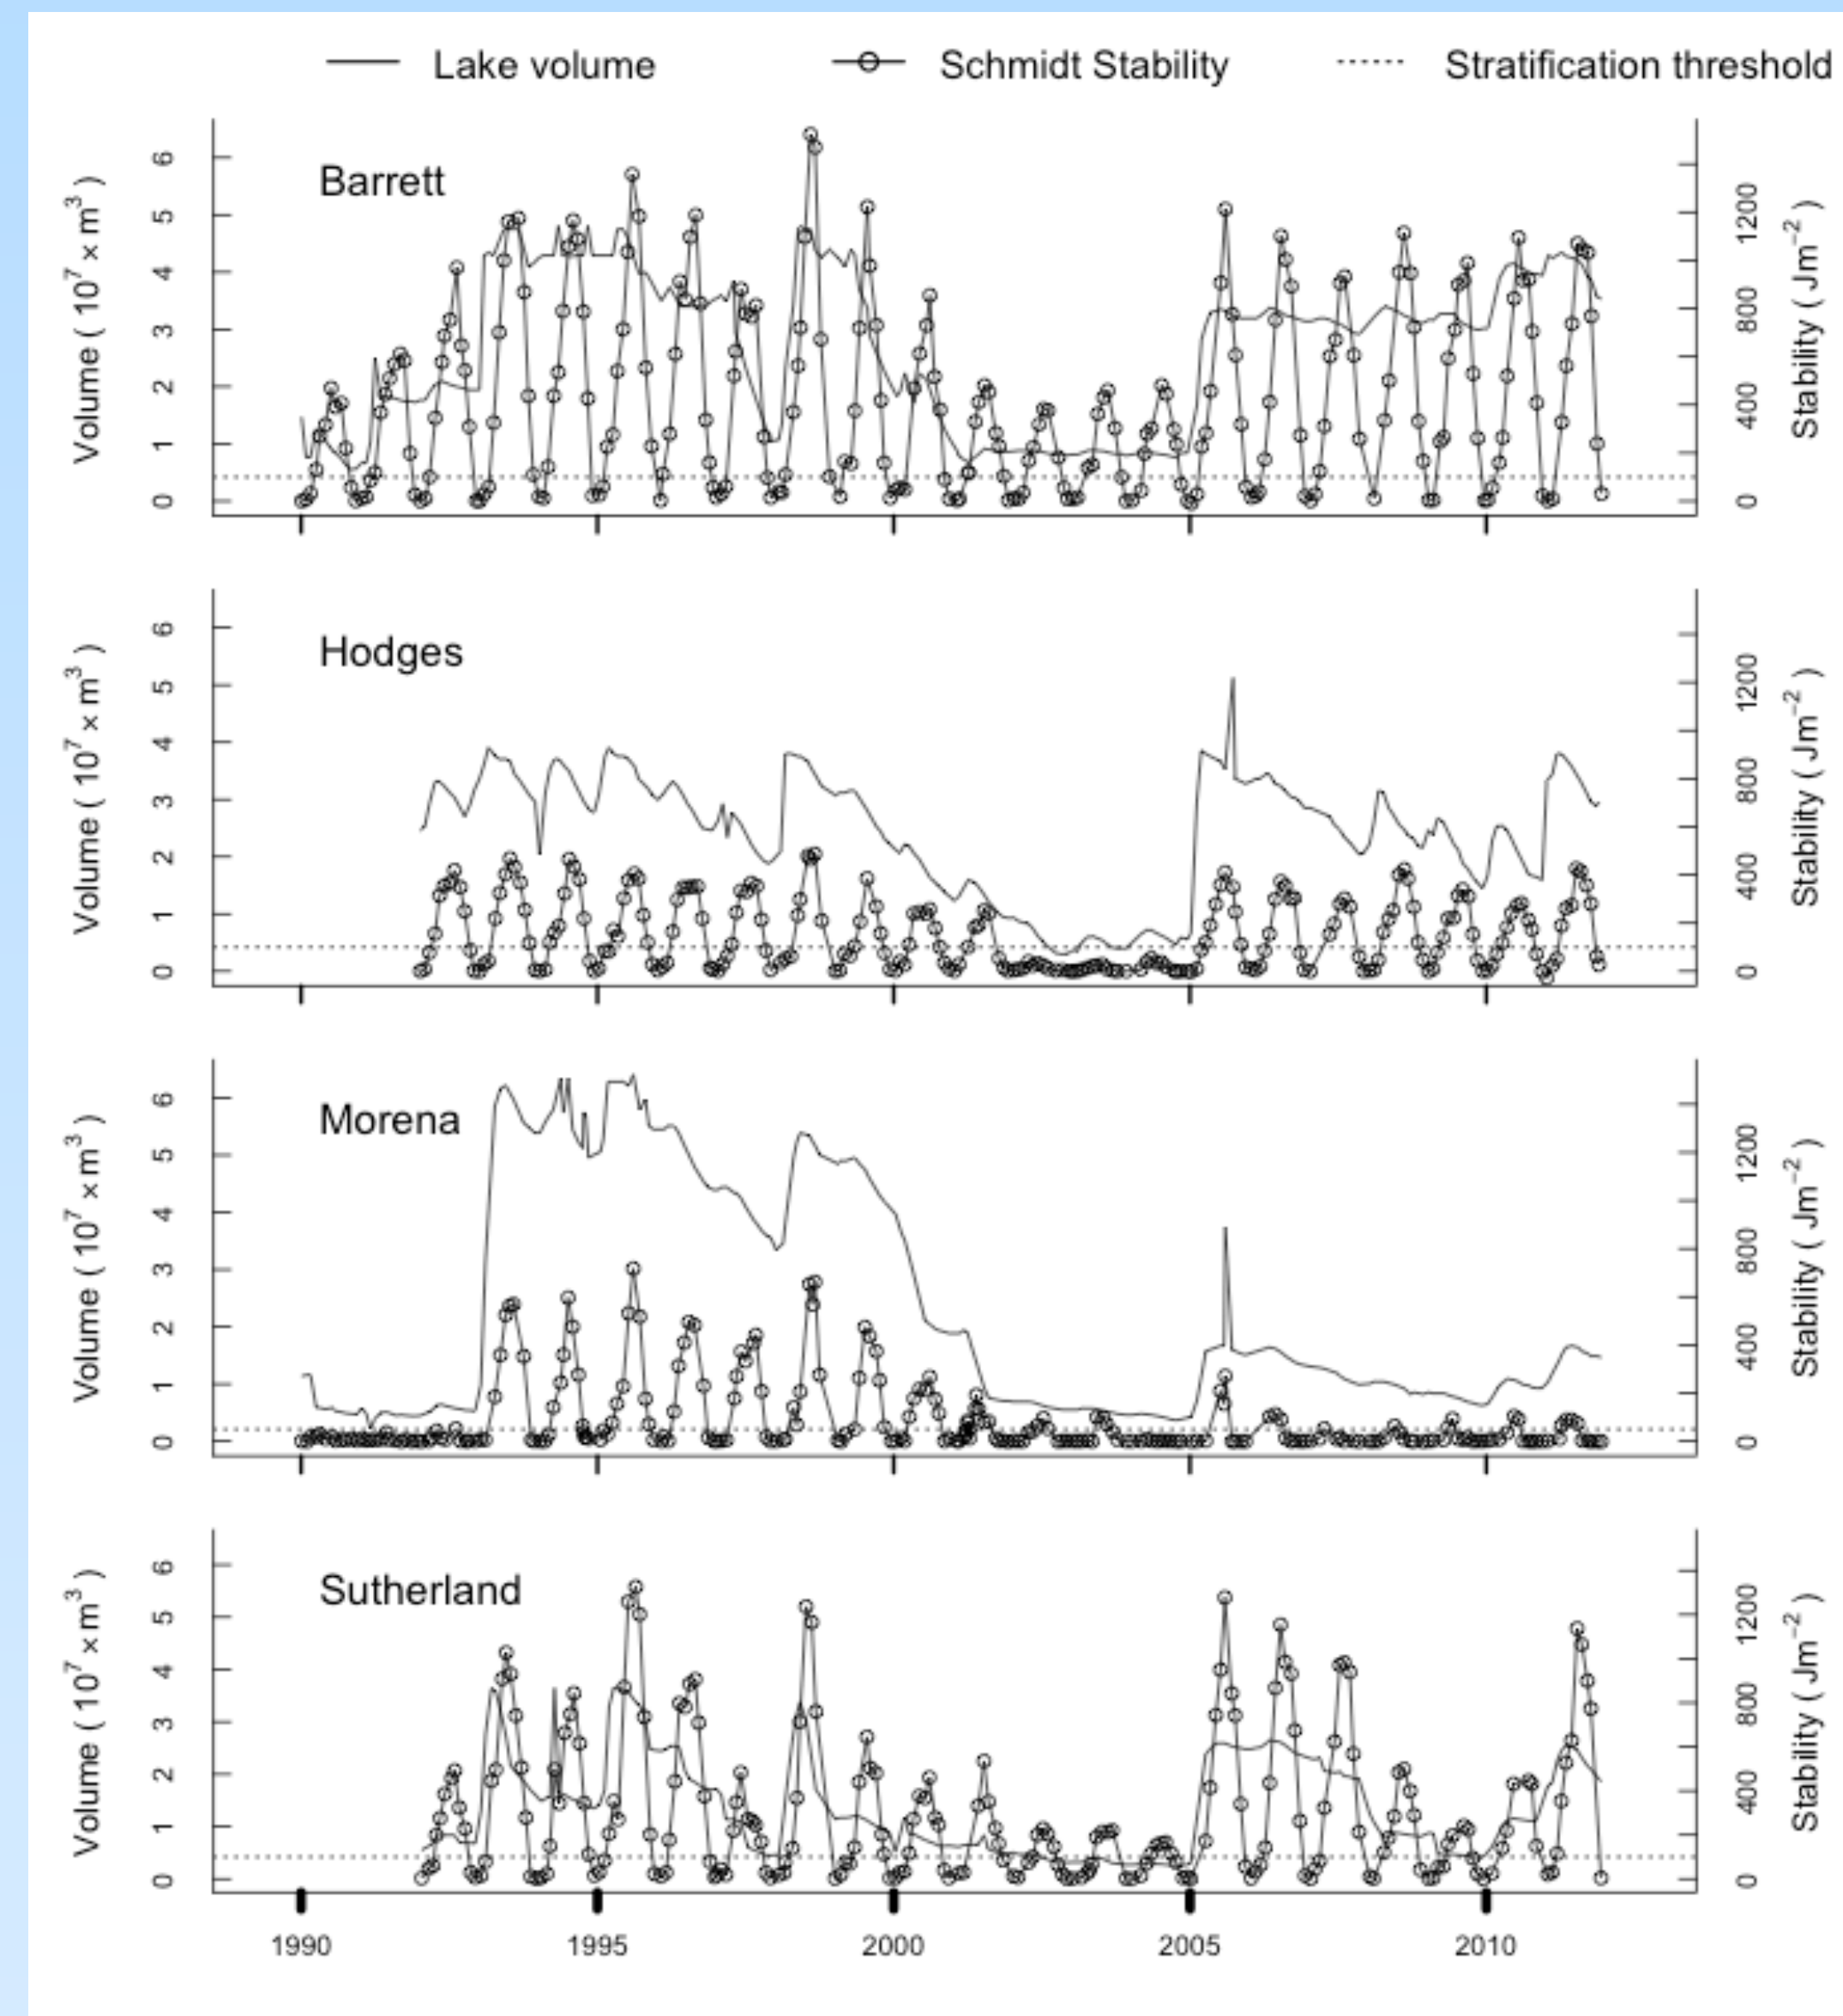 Lake volume Schmidt Stability Stratification threshold
Barrett
Volume ( 10⁷ × m³ )
0 1 2 3 4 5 6
0 400 800 1200
Stability ( Jm⁻² )
Hodges
Volume ( 10⁷ × m³ )
0 1 2 3 4 5 6
0 400 800 1200
Stability ( Jm⁻² )
Morena
Volume ( 10⁷ × m³ )
0 1 2 3 4 5 6
0 400 800 1200
Stability ( Jm⁻² )
Sutherland
Volume ( 10⁷ × m³ )
0 1 2 3 4 5 6
0 400 800 1200
Stability ( Jm⁻² )
1990 1995 2000 2005 2010